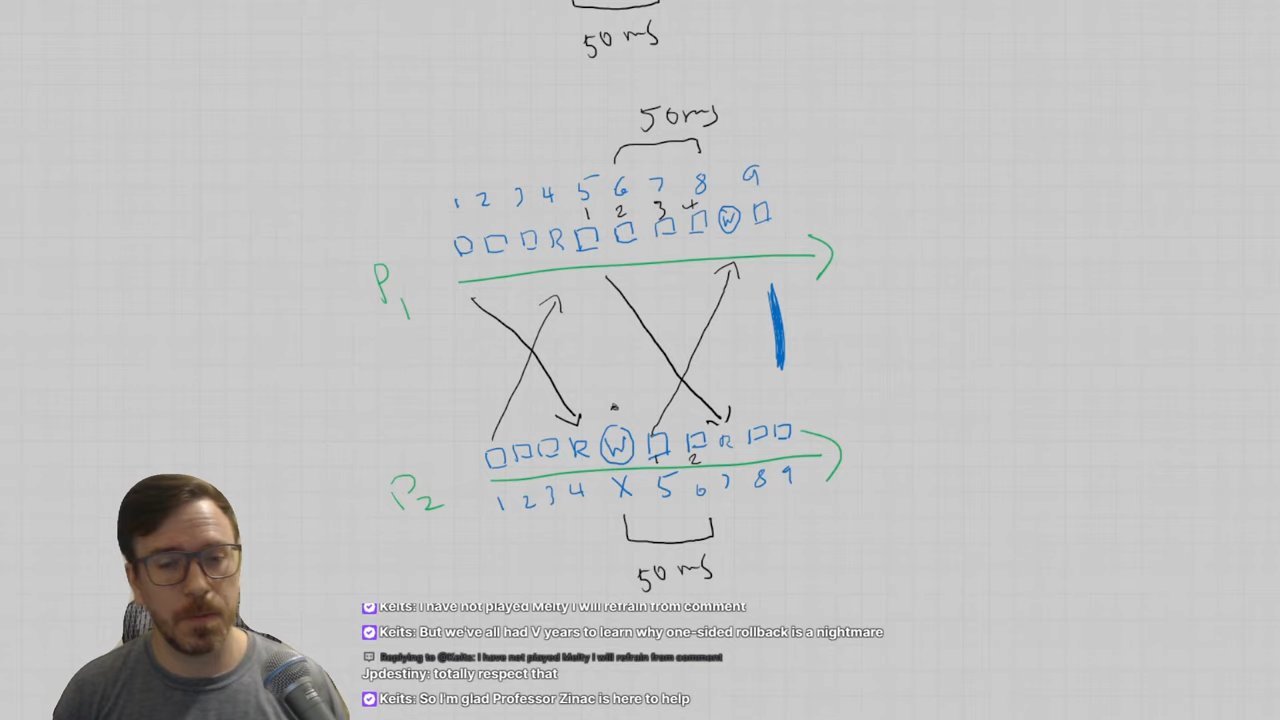 50 ms
50ms
1 2 3 4 5 6 7 8 9
1 2 3 4
R W
P1
R W R
1 2
P2
1 2 3 4 X 5 6 7 8 9
50 ms
Keits: I have not played Melty I will refrain from comment
Keits: But we've all had V years to learn why one-sided rollback is a nightmare
Replying to @Keits: I have not played Melty I will refrain from comment
Jpdestiny: totally respect that
Keits: So I'm glad Professor Zinac is here to help